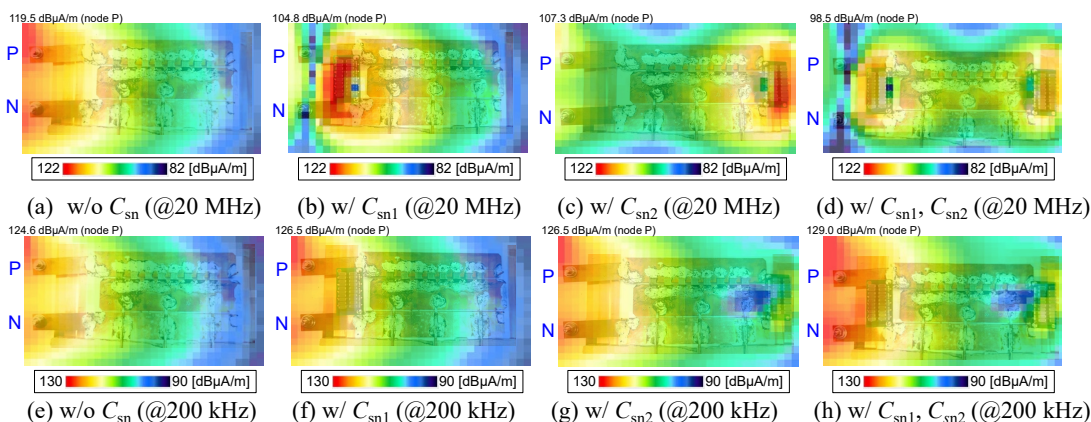 119.5 dBµA/m (node P) 104.8 dBµA/m (node P) 107.3 dBµA/m (node P) 98.5 dBµA/m (node P)
P P P P
N N N N
122 82 [dBµA/m] 122 82 [dBµA/m] 122 82 [dBµA/m] 122 82 [dBµA/m]
(a) w/o Csn (@20 MHz) (b) w/ Csn1 (@20 MHz) (c) w/ Csn2 (@20 MHz) (d) w/ Csn1, Csn2 (@20 MHz)
124.6 dBµA/m (node P) 126.5 dBµA/m (node P) 126.5 dBµA/m (node P) 129.0 dBµA/m (node P)
P P P P
N N N N
130 90 [dBµA/m] 130 90 [dBµA/m] 130 90 [dBµA/m] 130 90 [dBµA/m]
(e) w/o Csn (@200 kHz) (f) w/ Csn1 (@200 kHz) (g) w/ Csn2 (@200 kHz) (h) w/ Csn1, Csn2 (@200 kHz)